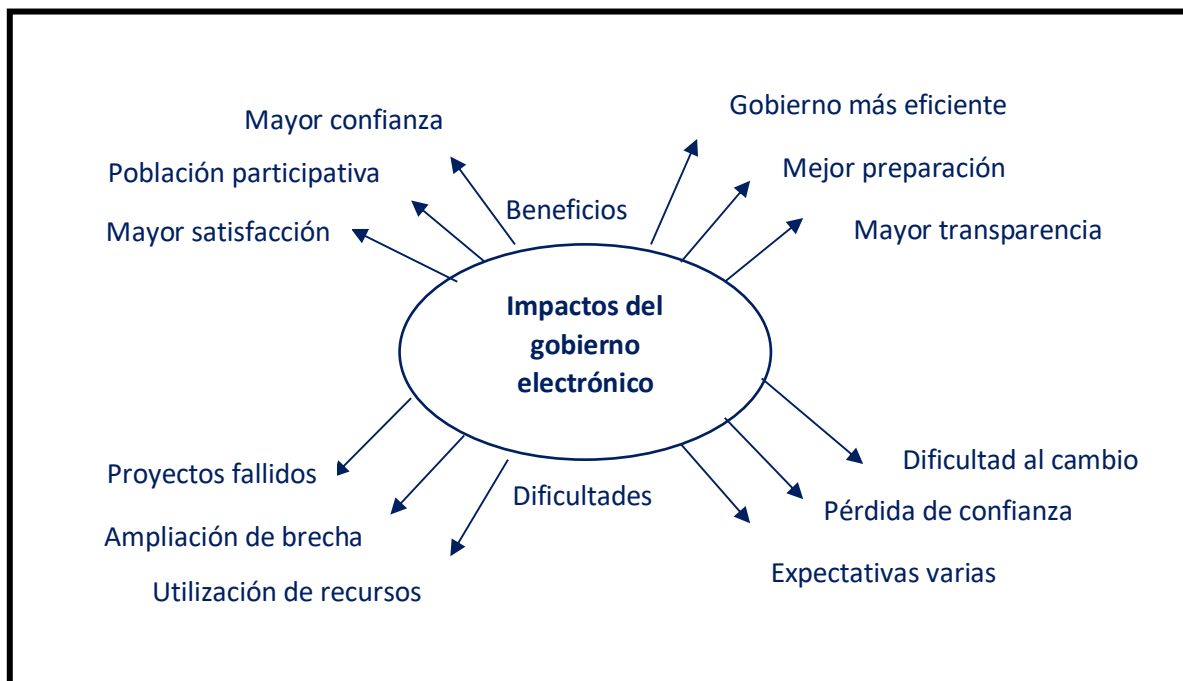 Mayor confianza
Gobierno más eficiente
Población participativa
Mejor preparación
Mayor satisfacción
Beneficios
Mayor transparencia
Impactos del
gobierno
electrónico
Proyectos fallidos
Dificultades
Dificultad al cambio
Ampliación de brecha
Pérdida de confianza
Utilización de recursos
Expectativas varias